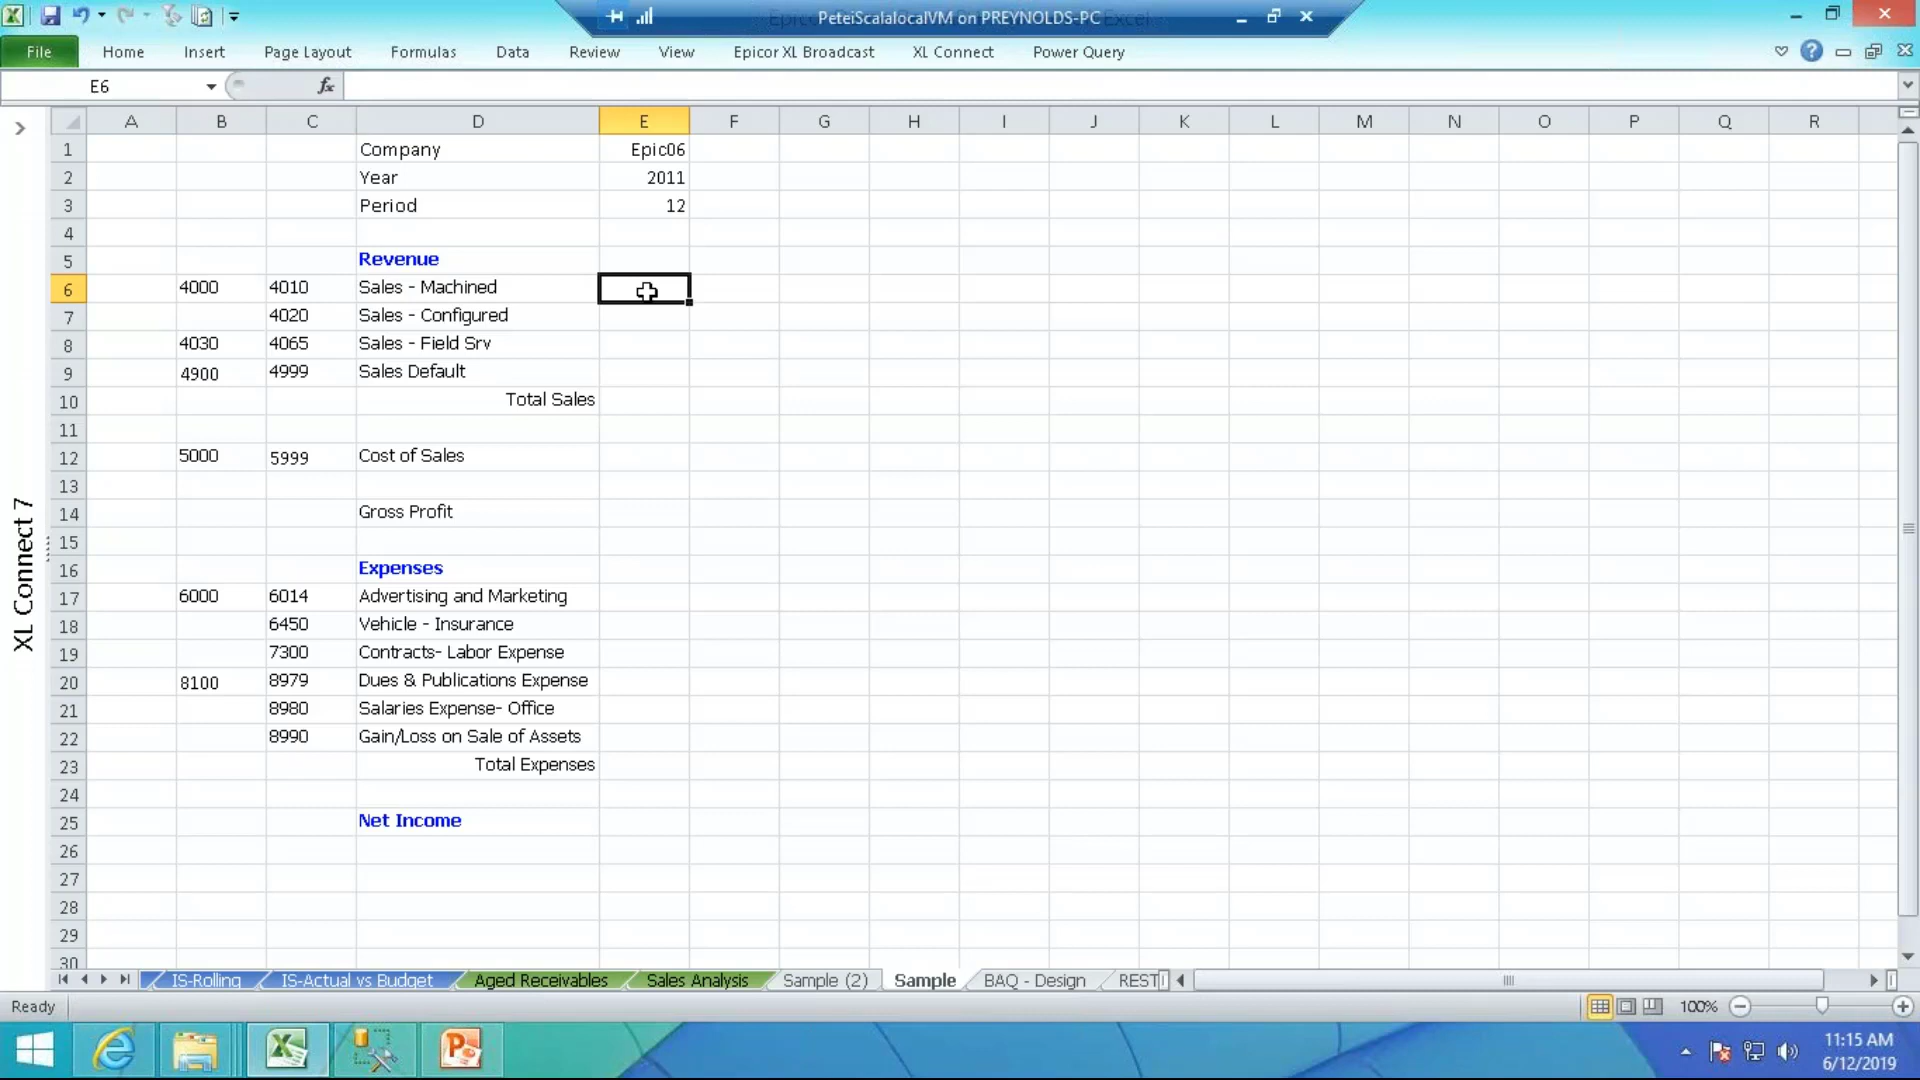 PeteiScalalocalVM on PREYNOLDS-PC
File Home Insert Page Layout Formulas Data Review View Epicor XL Broadcast XL Connect Power Query
E6 fx
A B C D E F G H I J K L M N O P Q R
1 Company Epic06
2 Year 2011
3 Period 12
4
5 Revenue
6 4000 4010 Sales - Machined
7 4020 Sales - Configured
8 4030 4065 Sales - Field Srv
9 4900 4999 Sales Default
10 Total Sales
11
12 5000 5999 Cost of Sales
13
14 Gross Profit
15
16 Expenses
17 6000 6014 Advertising and Marketing
18 6450 Vehicle - Insurance
19 7300 Contracts- Labor Expense
20 8100 8979 Dues & Publications Expense
21 8980 Salaries Expense- Office
22 8990 Gain/Loss on Sale of Assets
23 Total Expenses
24
25 Net Income
26
27
28
29
30
XL Connect 7
IS-Rolling IS-Actual vs Budget Aged Receivables Sales Analysis Sample (2) Sample BAQ - Design REST
Ready 100%
11:15 AM
6/12/2019